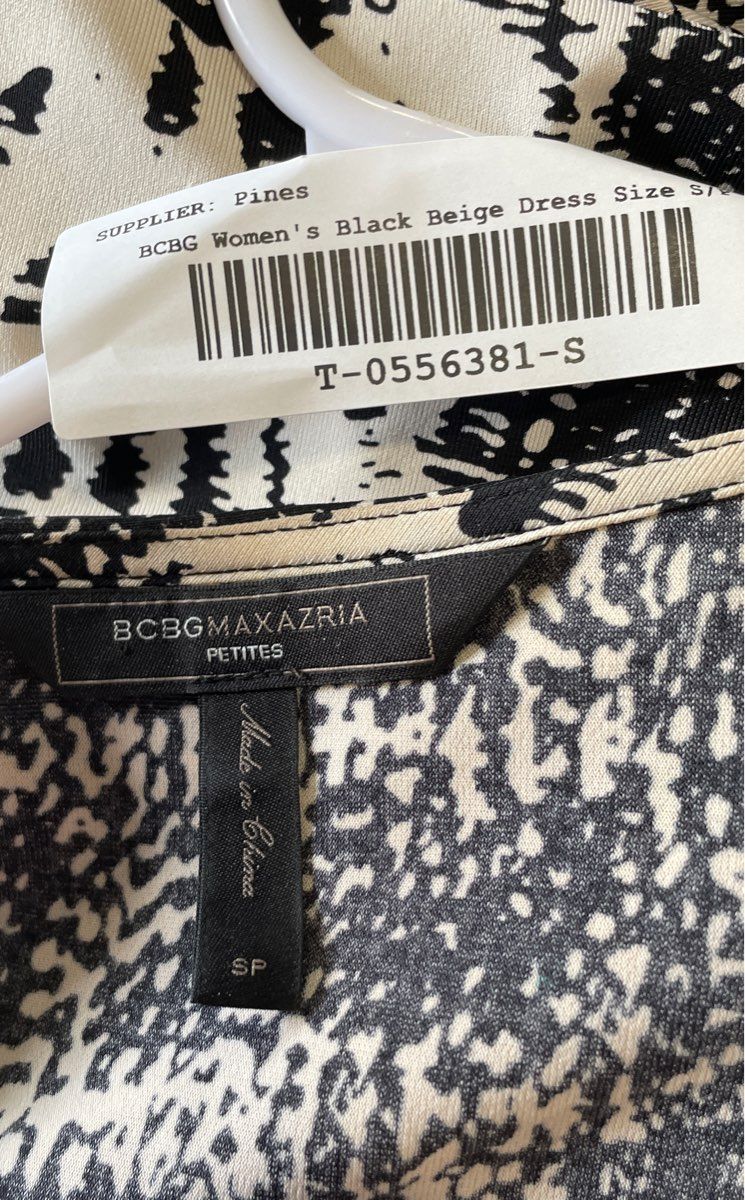 SUPPLIER: Pines
BCBG Women's Black Beige Dress Size S/
T-0556381-S
BCBGMAXAZRIA
PETITES
Made in China
SP